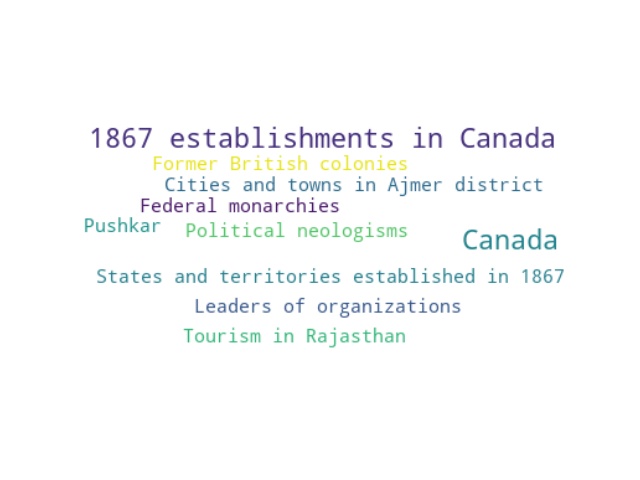 1867 establishments in Canada
Former British colonies
Cities and towns in Ajmer district
Federal monarchies
Pushkar
Political neologisms
Canada
States and territories established in 1867
Leaders of organizations
Tourism in Rajasthan